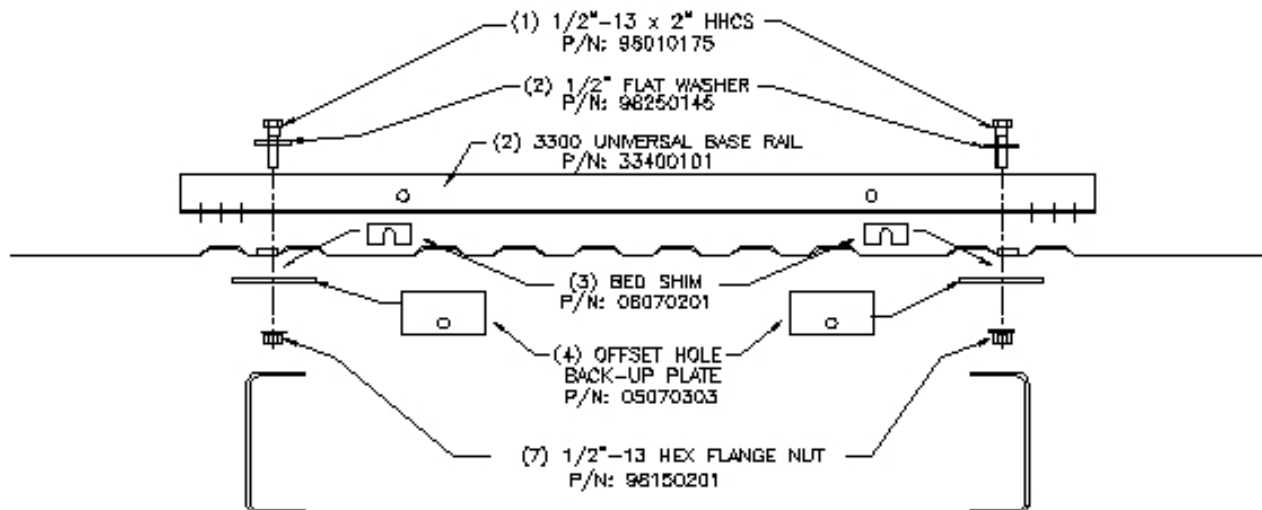 (1) 1/2"-13 x 2" HHCS
P/N: 98010175
(2) 1/2" FLAT WASHER
P/N: 98250145
(2) 3300 UNIVERSAL BASE RAIL
P/N: 33400101
(3) BED SHIM
P/N: 06070201
(4) OFFSET HOLE
BACK-UP PLATE
P/N: 05070303
(7) 1/2"-13 HEX FLANGE NUT
P/N: 98150201